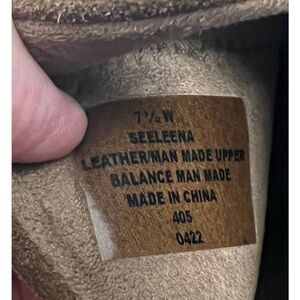 7½W
SEELEENA
LEATHER/MAN MADE UPPER
BALANCE MAN MADE
MADE IN CHINA
405
0422